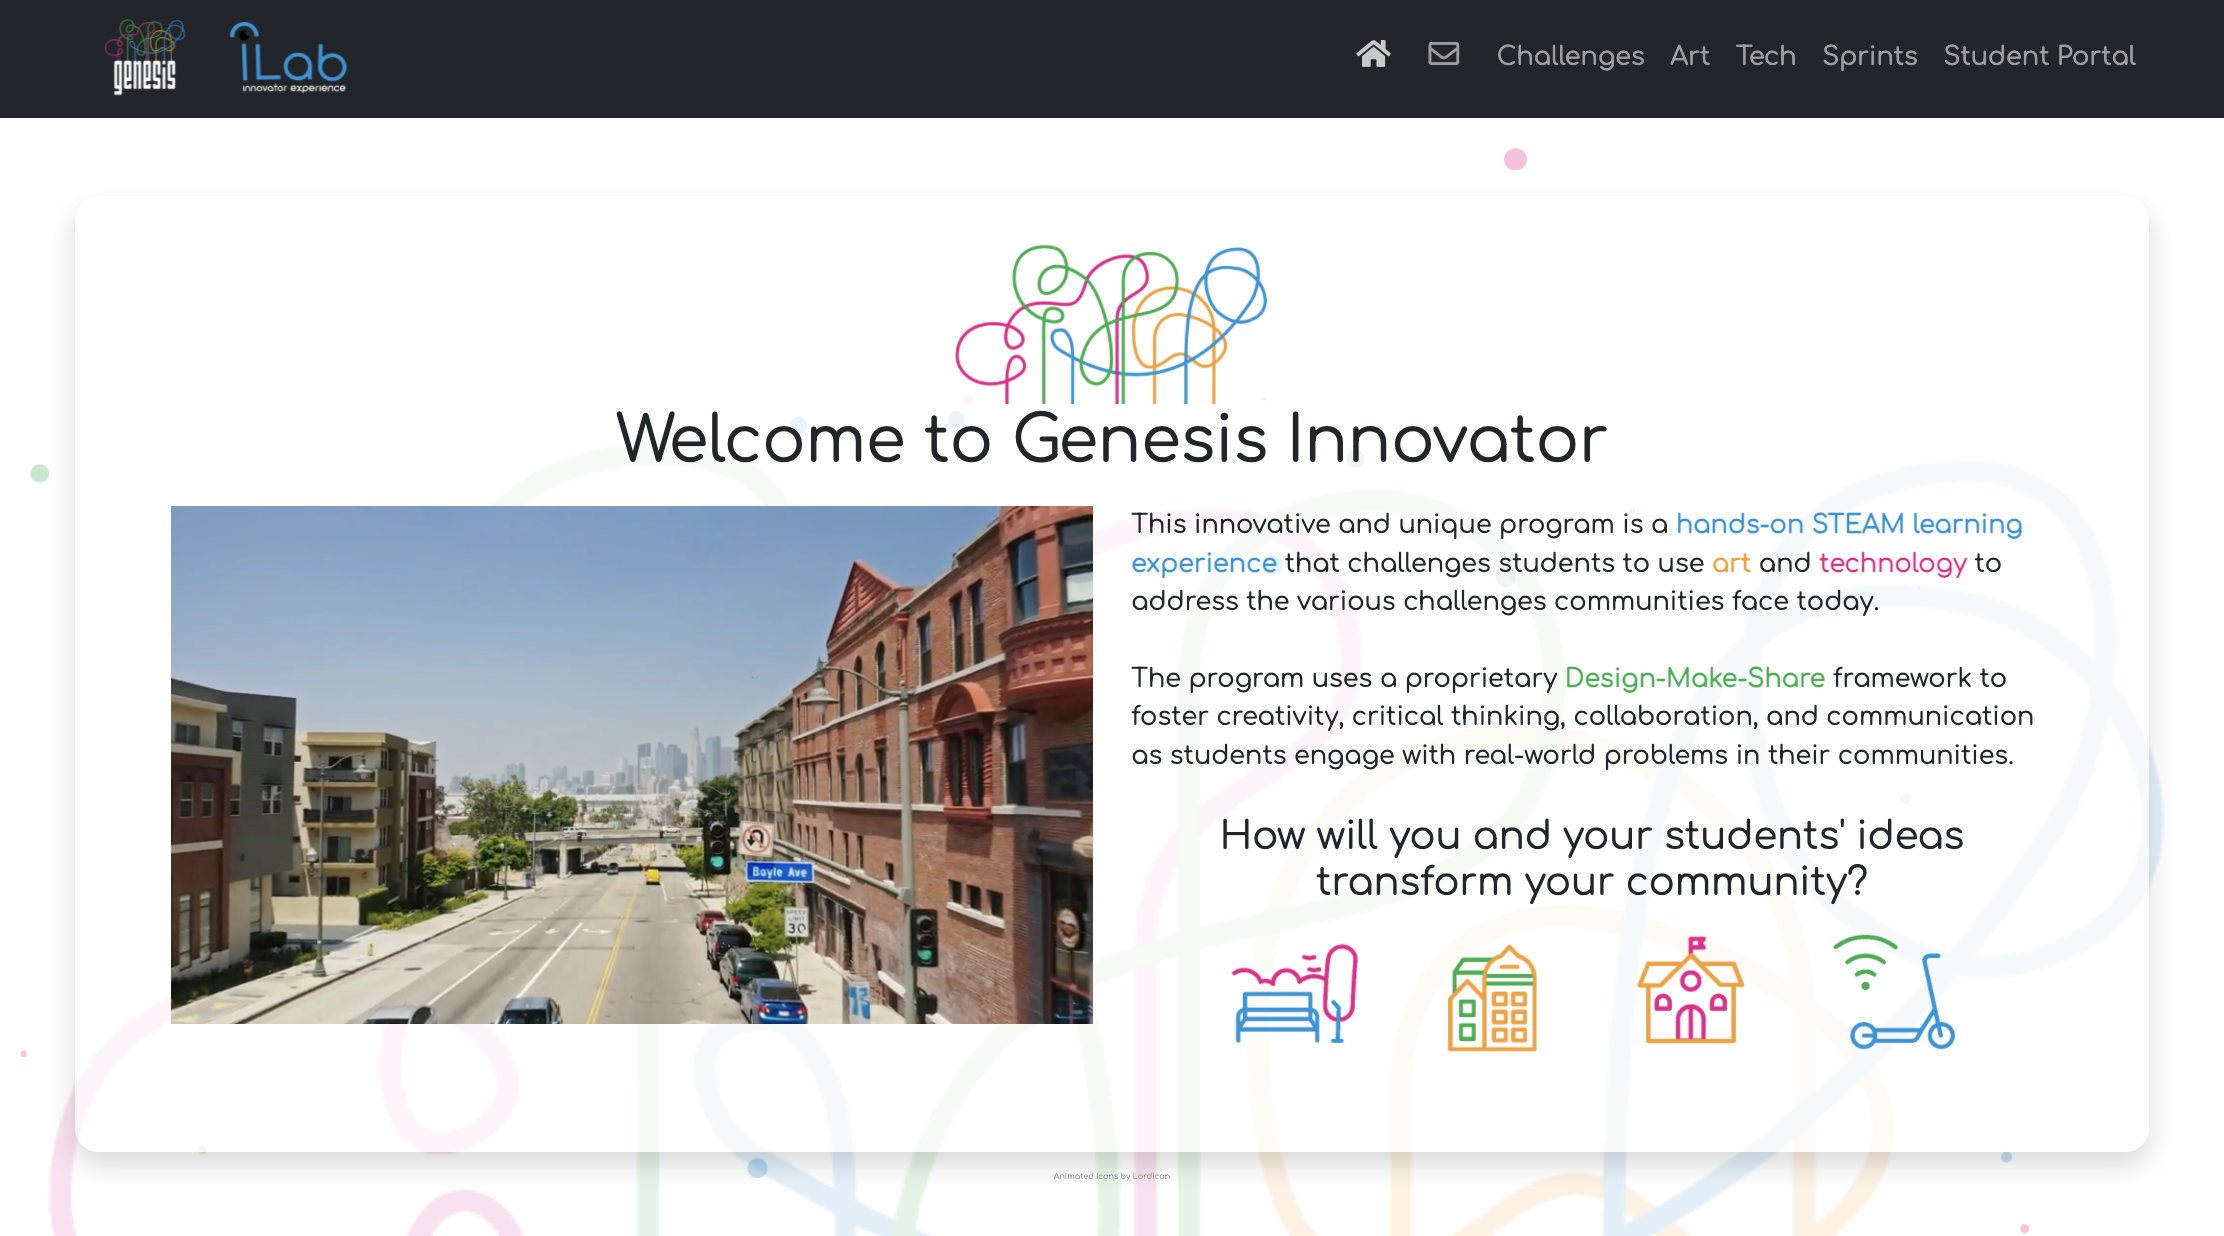 genesis
iLab
innovator experience
Challenges
Art
Tech
Sprints
Student Portal
Welcome to Genesis Innovator
This innovative and unique program is a hands-on STEAM learning
experience that challenges students to use art and technology to
address the various challenges communities face today.
The program uses a proprietary Design-Make-Share framework to
foster creativity, critical thinking, collaboration, and communication
as students engage with real-world problems in their communities.
How will you and your students' ideas
transform your community?
Boyle Ave
SPEED
LIMIT
30
Animated Icons by Lordicon